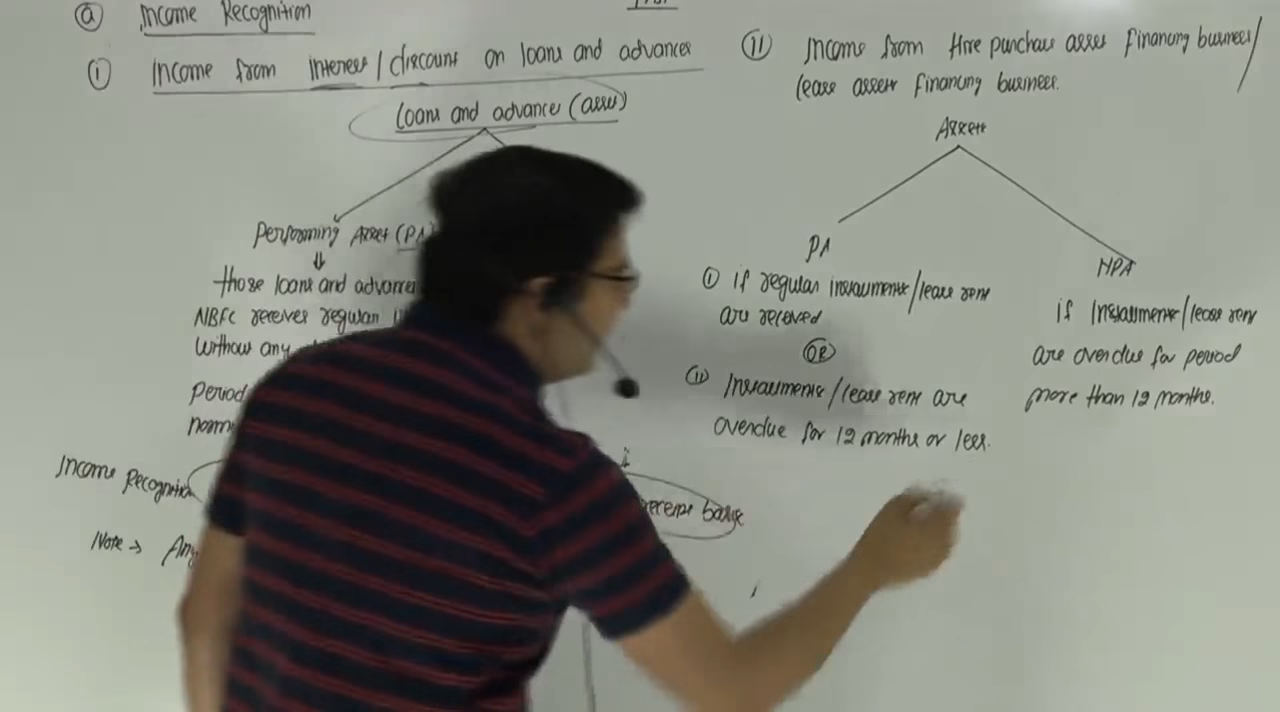 ⓐ Income Recognition
ⓘ Income from interest/discount on loans and advances
Loans and advance (assets)
Performing Asset (PA)
⇓
those loans and advances
NBFC receives regular
without any
Period
norm
Income Recognition
receipt basis
Note → Any
ⓘⓘ Income from Hire purchase asset financing business/
lease asset financing business.
Assets
PA
ⓘ if regular instalments/lease rent
are received
OR
ⓘⓘ Instalments/lease rent are
overdue for 12 months or less.
NPA
if Instalments/lease rent
are overdue for period
more than 12 months.